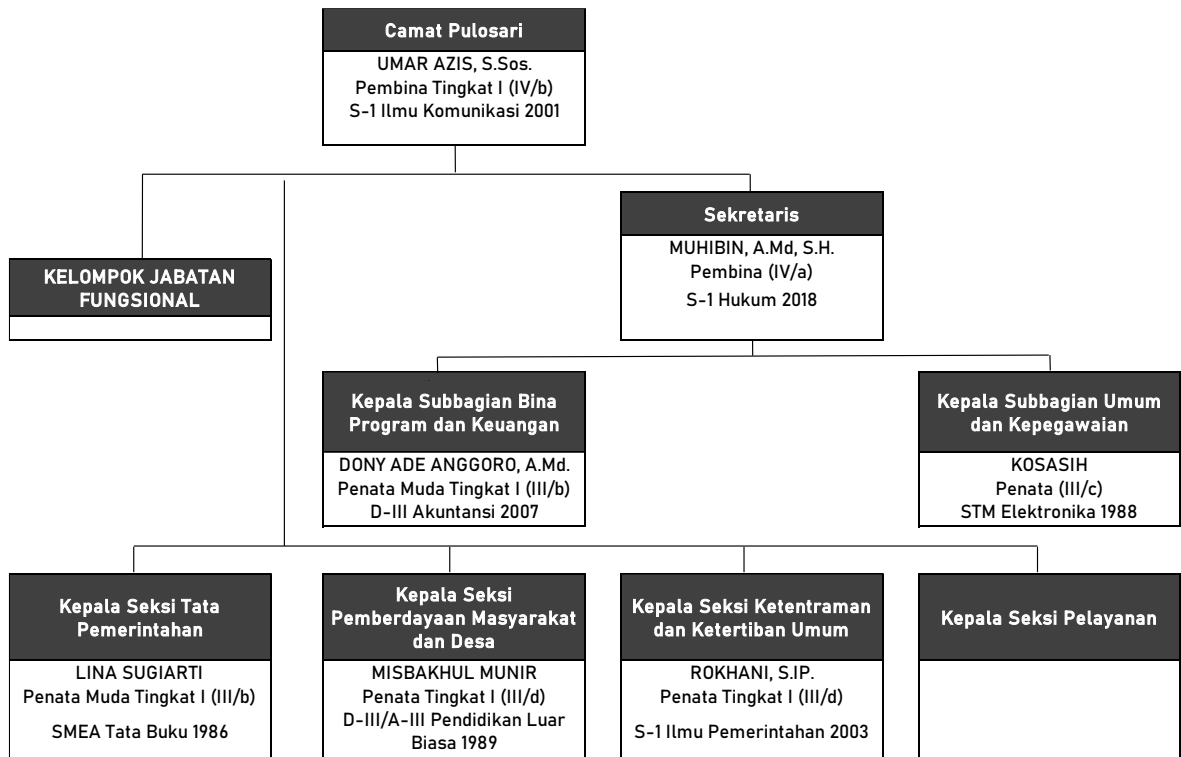 Camat Pulosari
UMAR AZIS, S.Sos.
Pembina Tingkat I (IV/b)
S-1 Ilmu Komunikasi 2001
Sekretaris
MUHIBIN, A.Md, S.H.
Pembina (IV/a)
S-1 Hukum 2018
KELOMPOK JABATAN
FUNGSIONAL
Kepala Subbagian Bina
Program dan Keuangan
DONY ADE ANGGORO, A.Md.
Penata Muda Tingkat I (III/b)
D-III Akuntansi 2007
Kepala Subbagian Umum
dan Kepegawaian
KOSASIH
Penata (III/c)
STM Elektronika 1988
Kepala Seksi Tata
Pemerintahan
LINA SUGIARTI
Penata Muda Tingkat I (III/b)
SMEA Tata Buku 1986
Kepala Seksi
Pemberdayaan Masyarakat
dan Desa
MISBAKHUL MUNIR
Penata Tingkat I (III/d)
D-III/A-III Pendidikan Luar
Biasa 1989
Kepala Seksi Ketentraman
dan Ketertiban Umum
ROKHANI, S.IP.
Penata Tingkat I (III/d)
S-1 Ilmu Pemerintahan 2003
Kepala Seksi Pelayanan